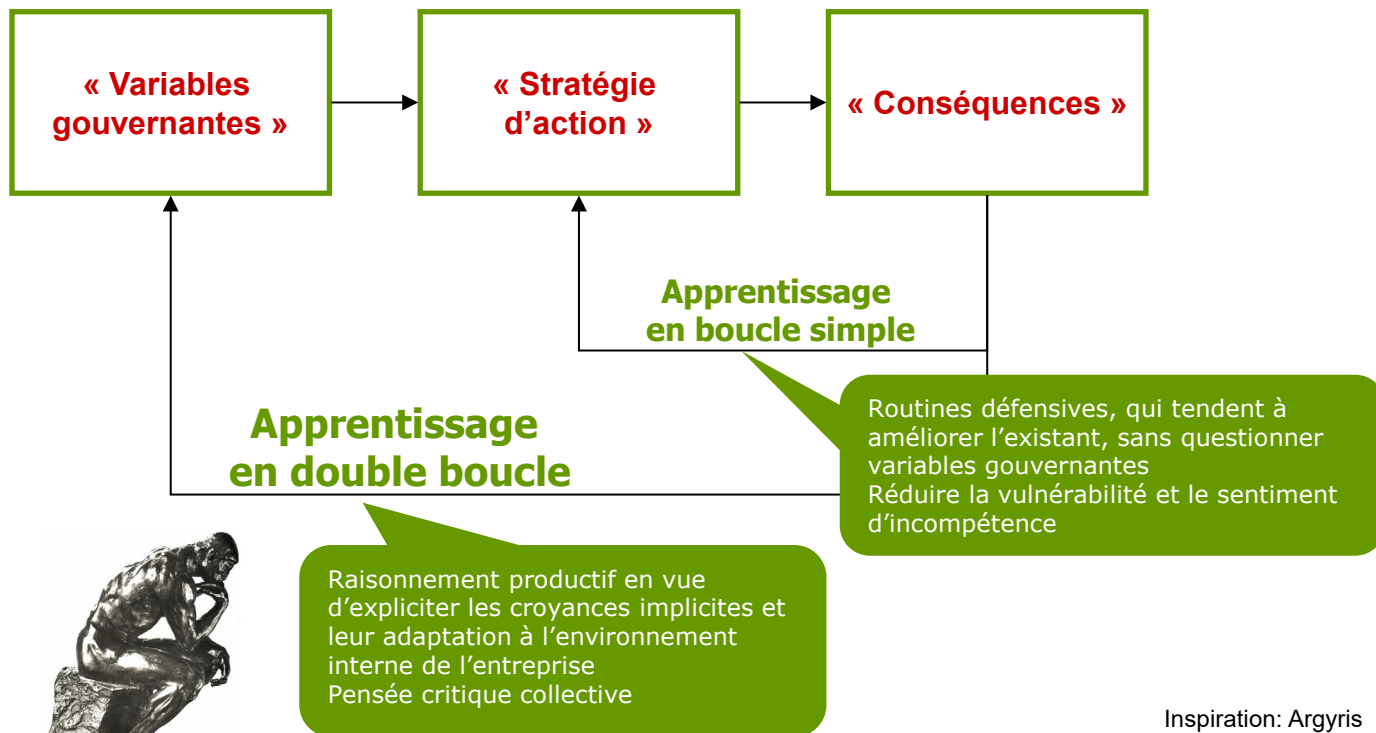 « Variables
gouvernantes »
« Stratégie
d’action »
« Conséquences »
Apprentissage
en boucle simple
Apprentissage
en double boucle
Routines défensives, qui tendent à
améliorer l’existant, sans questionner
variables gouvernantes
Réduire la vulnérabilité et le sentiment
d’incompétence
Raisonnement productif en vue
d’expliciter les croyances implicites et
leur adaptation à l’environnement
interne de l’entreprise
Pensée critique collective
Inspiration: Argyris